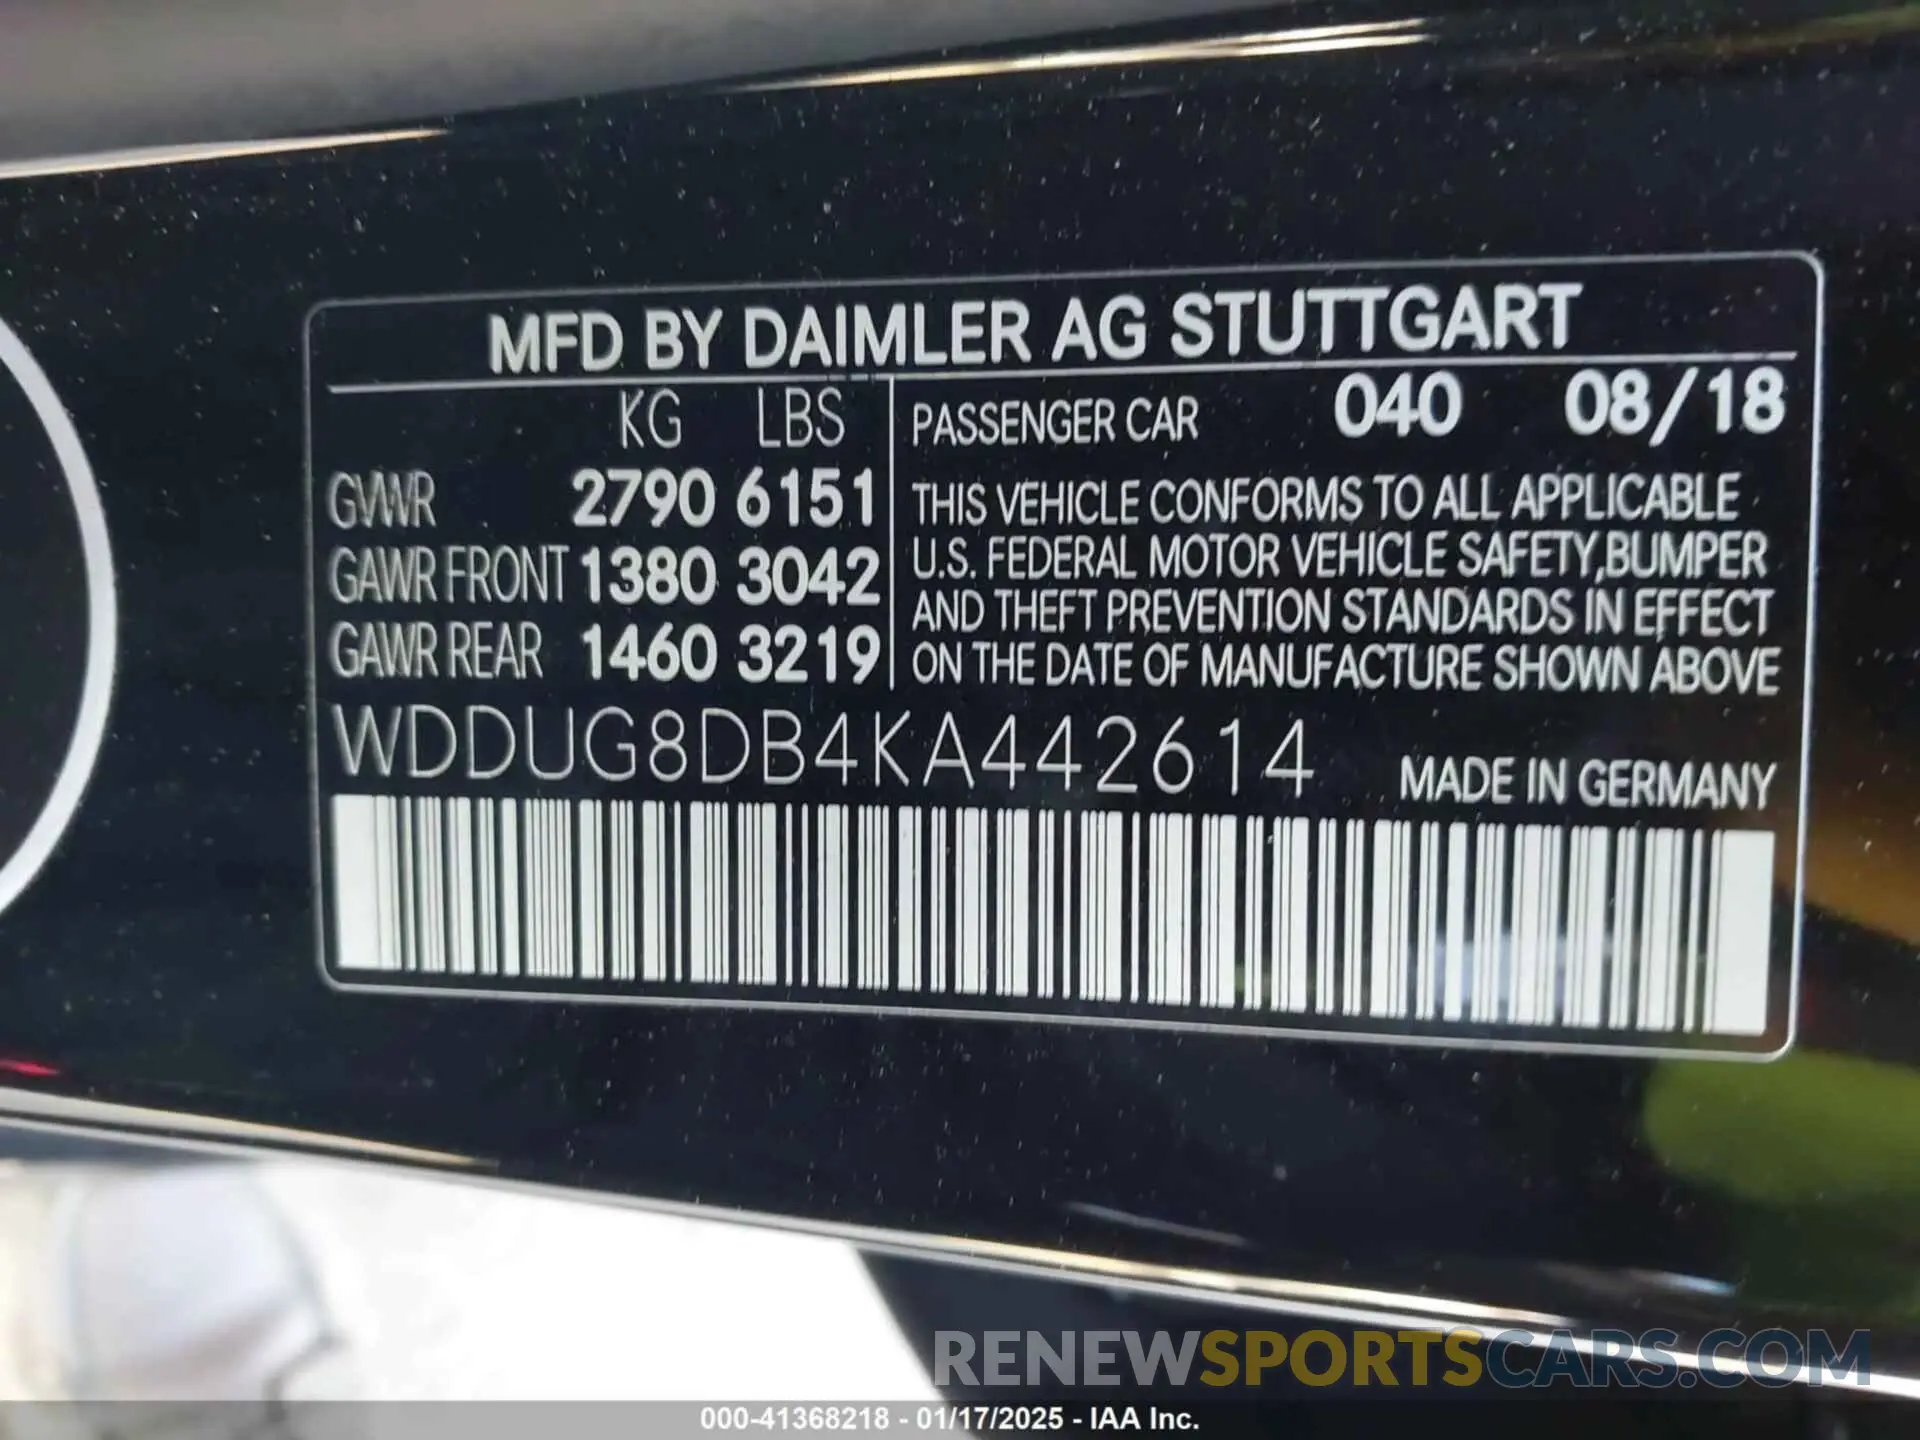 MFD BY DAIMLER AG STUTTGART
KG LBS
GVWR 2790 6151
GAWR FRONT 1380 3042
GAWR REAR 1460 3219
PASSENGER CAR 040 08/18
THIS VEHICLE CONFORMS TO ALL APPLICABLE
U.S. FEDERAL MOTOR VEHICLE SAFETY,BUMPER
AND THEFT PREVENTION STANDARDS IN EFFECT
ON THE DATE OF MANUFACTURE SHOWN ABOVE
WDDUG8DB4KA442614
MADE IN GERMANY
RENEWSPORTSCARS.COM
000-41368218 - 01/17/2025 - IAA Inc.